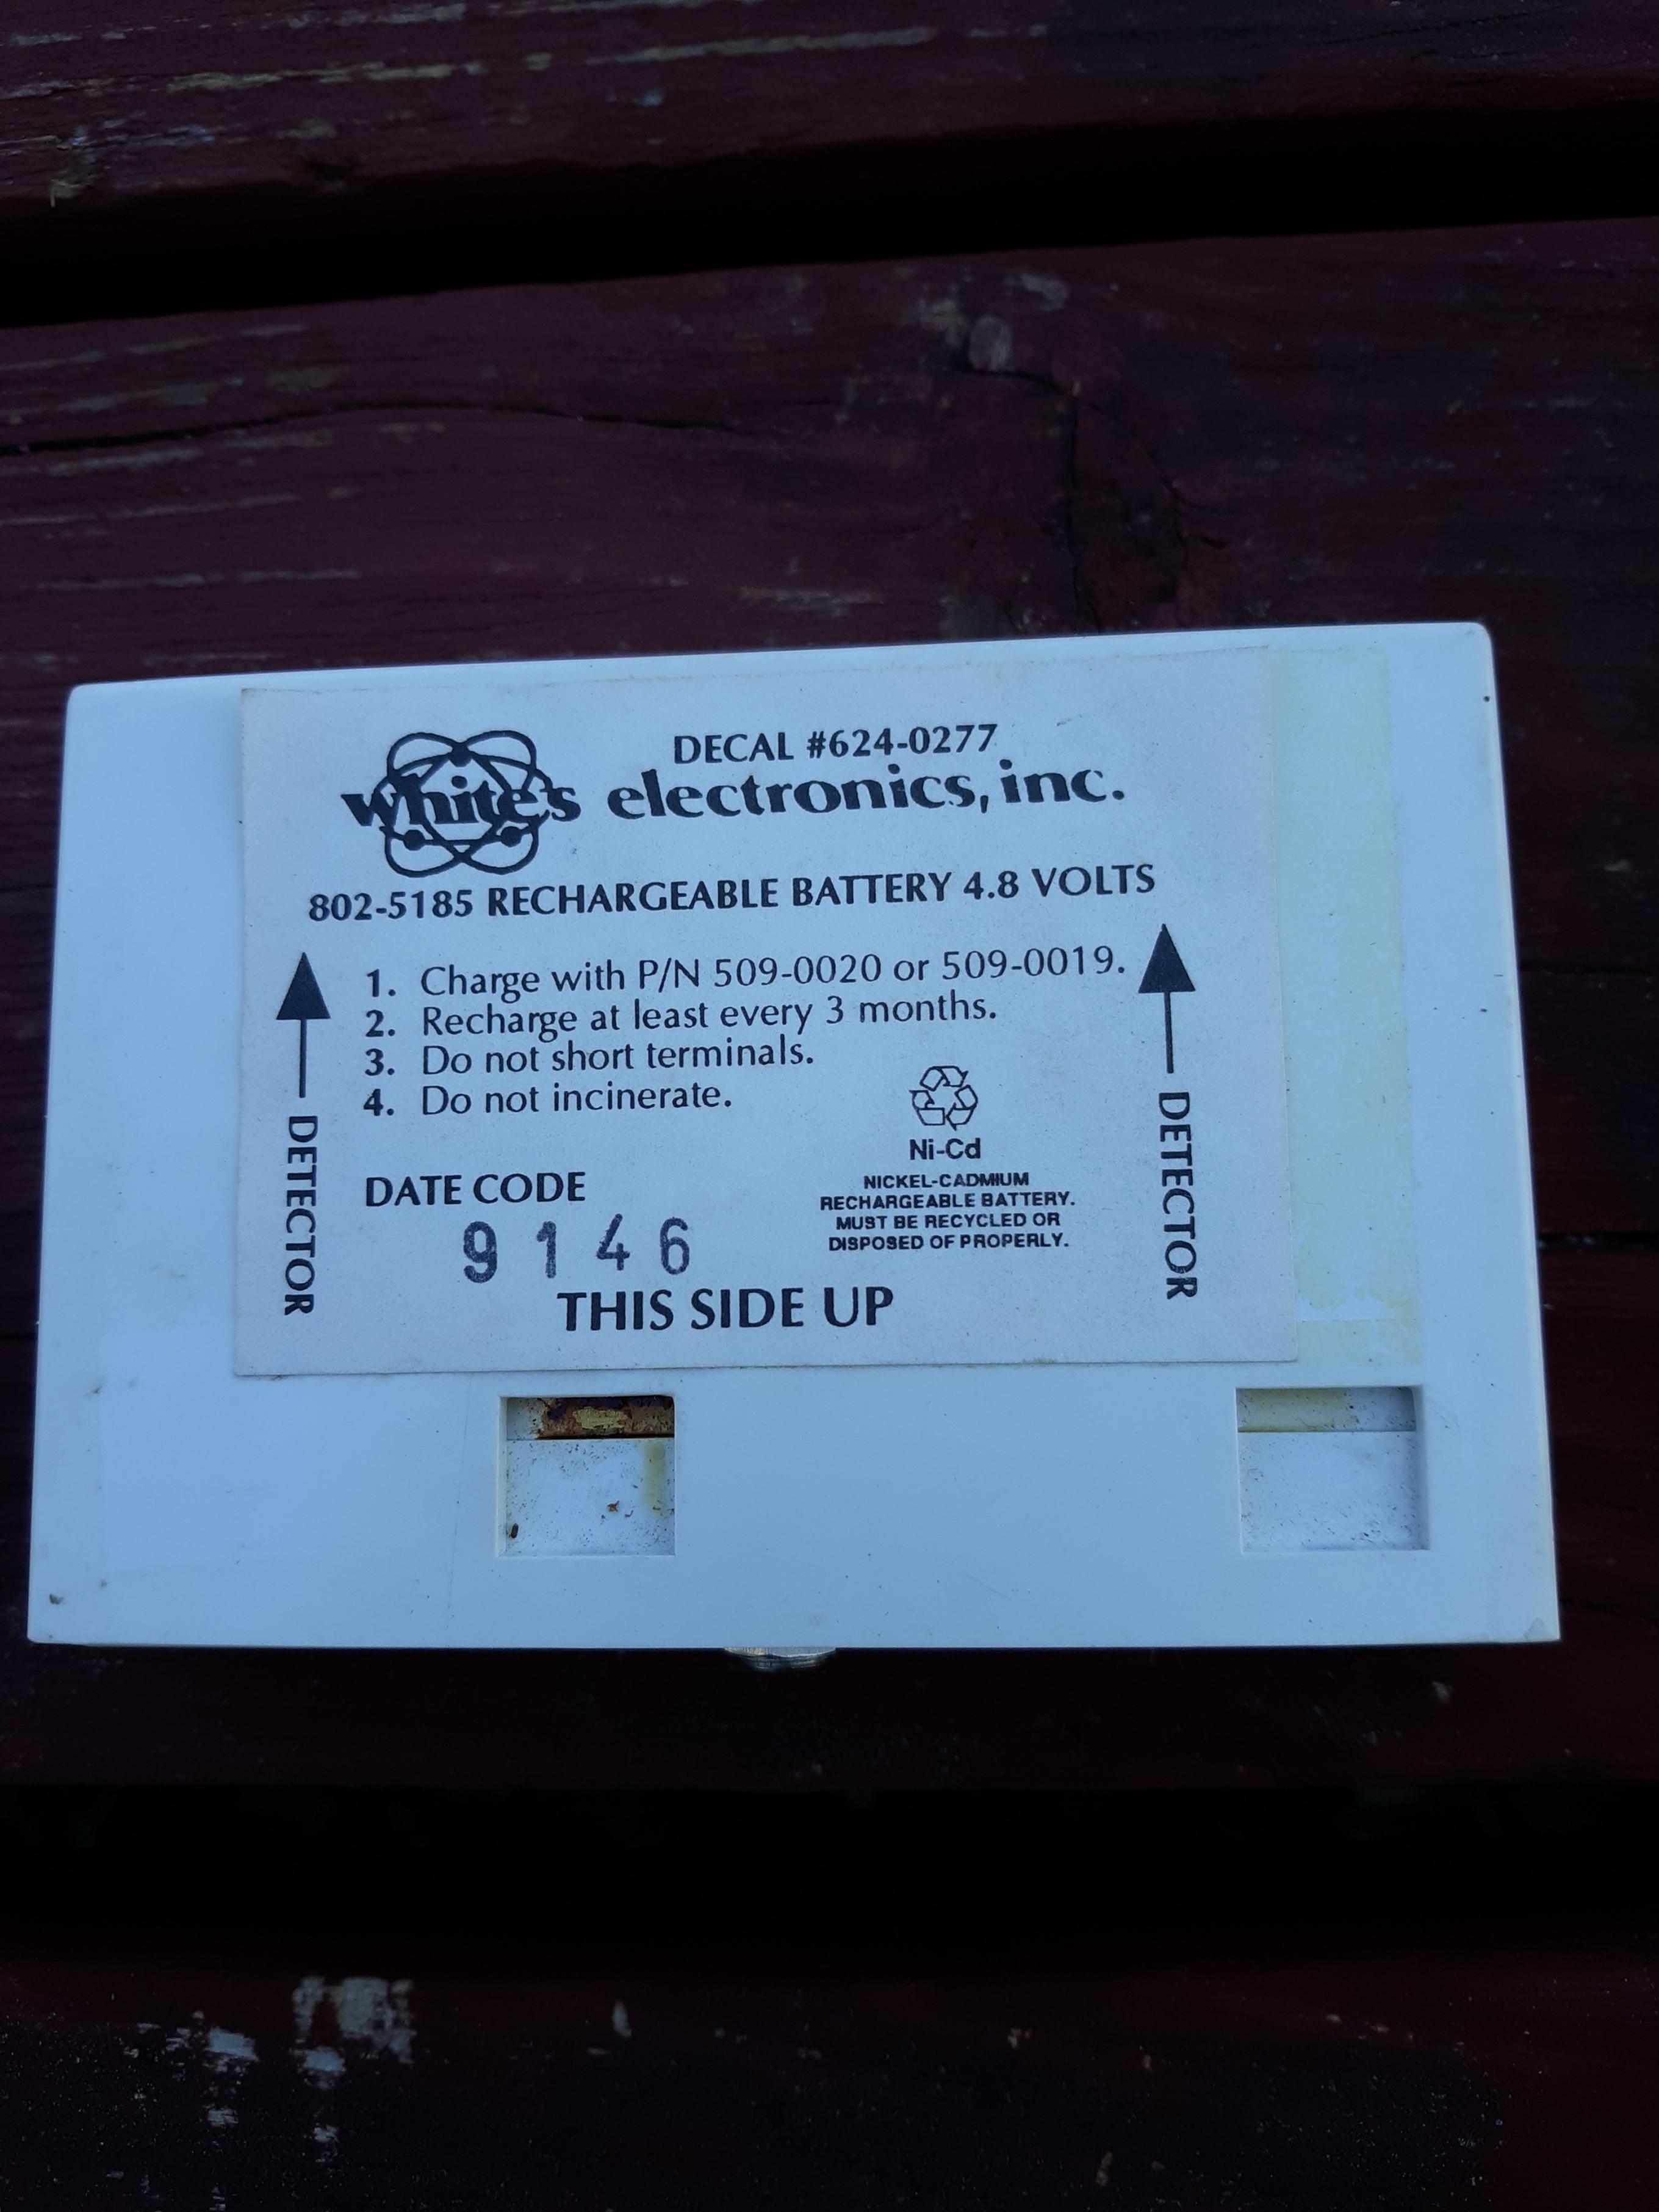 DECAL #624-0277
white's electronics, inc.
802-5185 RECHARGEABLE BATTERY 4.8 VOLTS
1. Charge with P/N 509-0020 or 509-0019.
2. Recharge at least every 3 months.
3. Do not short terminals.
4. Do not incinerate.
DETECTOR
DETECTOR
Ni-Cd
NICKEL-CADMIUM
RECHARGEABLE BATTERY.
MUST BE RECYCLED OR
DISPOSED OF PROPERLY.
DATE CODE
9146
THIS SIDE UP